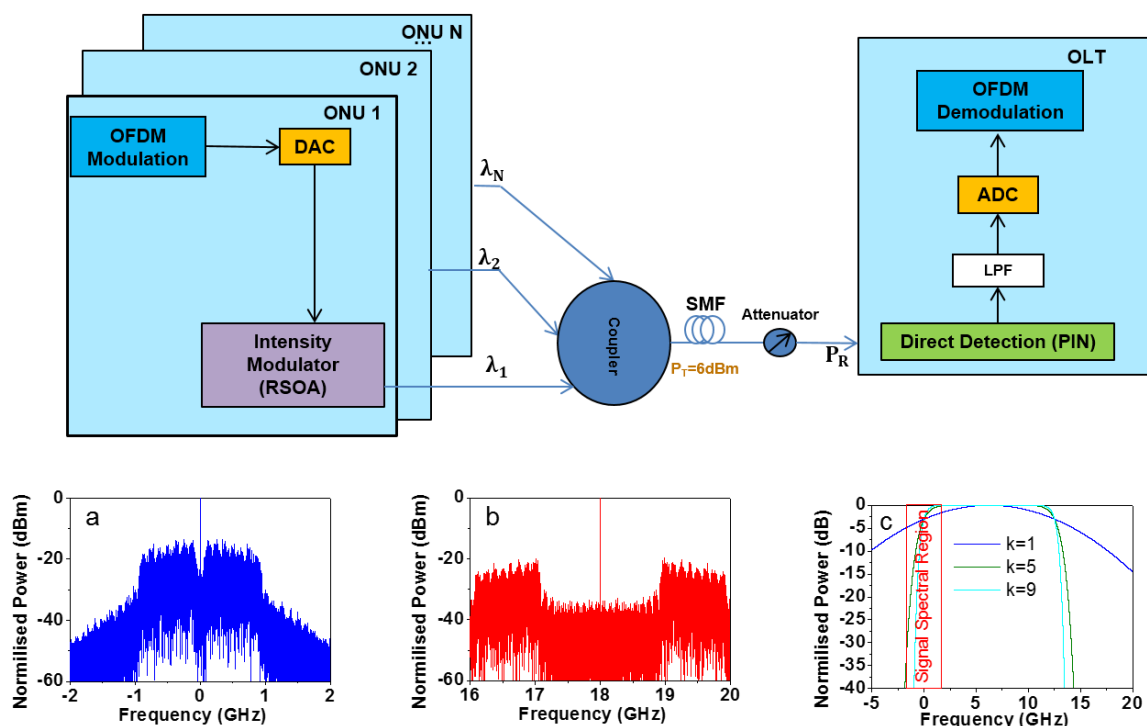 ONU N
...
ONU 2
ONU 1
OFDM
Modulation
DAC
Intensity
Modulator
(RSOA)
λN
λ2
λ1
Coupler
SMF
PT=6dBm
Attenuator
PR
OLT
OFDM
Demodulation
ADC
LPF
Direct Detection (PIN)
a
Normilised Power (dBm)
0
-20
-40
-60
-2
-1
0
1
2
Frequency (GHz)
b
Normilised Power (dBm)
0
-20
-40
-60
16
17
18
19
20
Frequency (GHz)
c
Normilised Power (dB)
0
-5
-10
-15
-20
-25
-30
-35
-40
Signal Spectral Region
k=1
k=5
k=9
-5
0
5
10
15
20
Frequency (GHz)